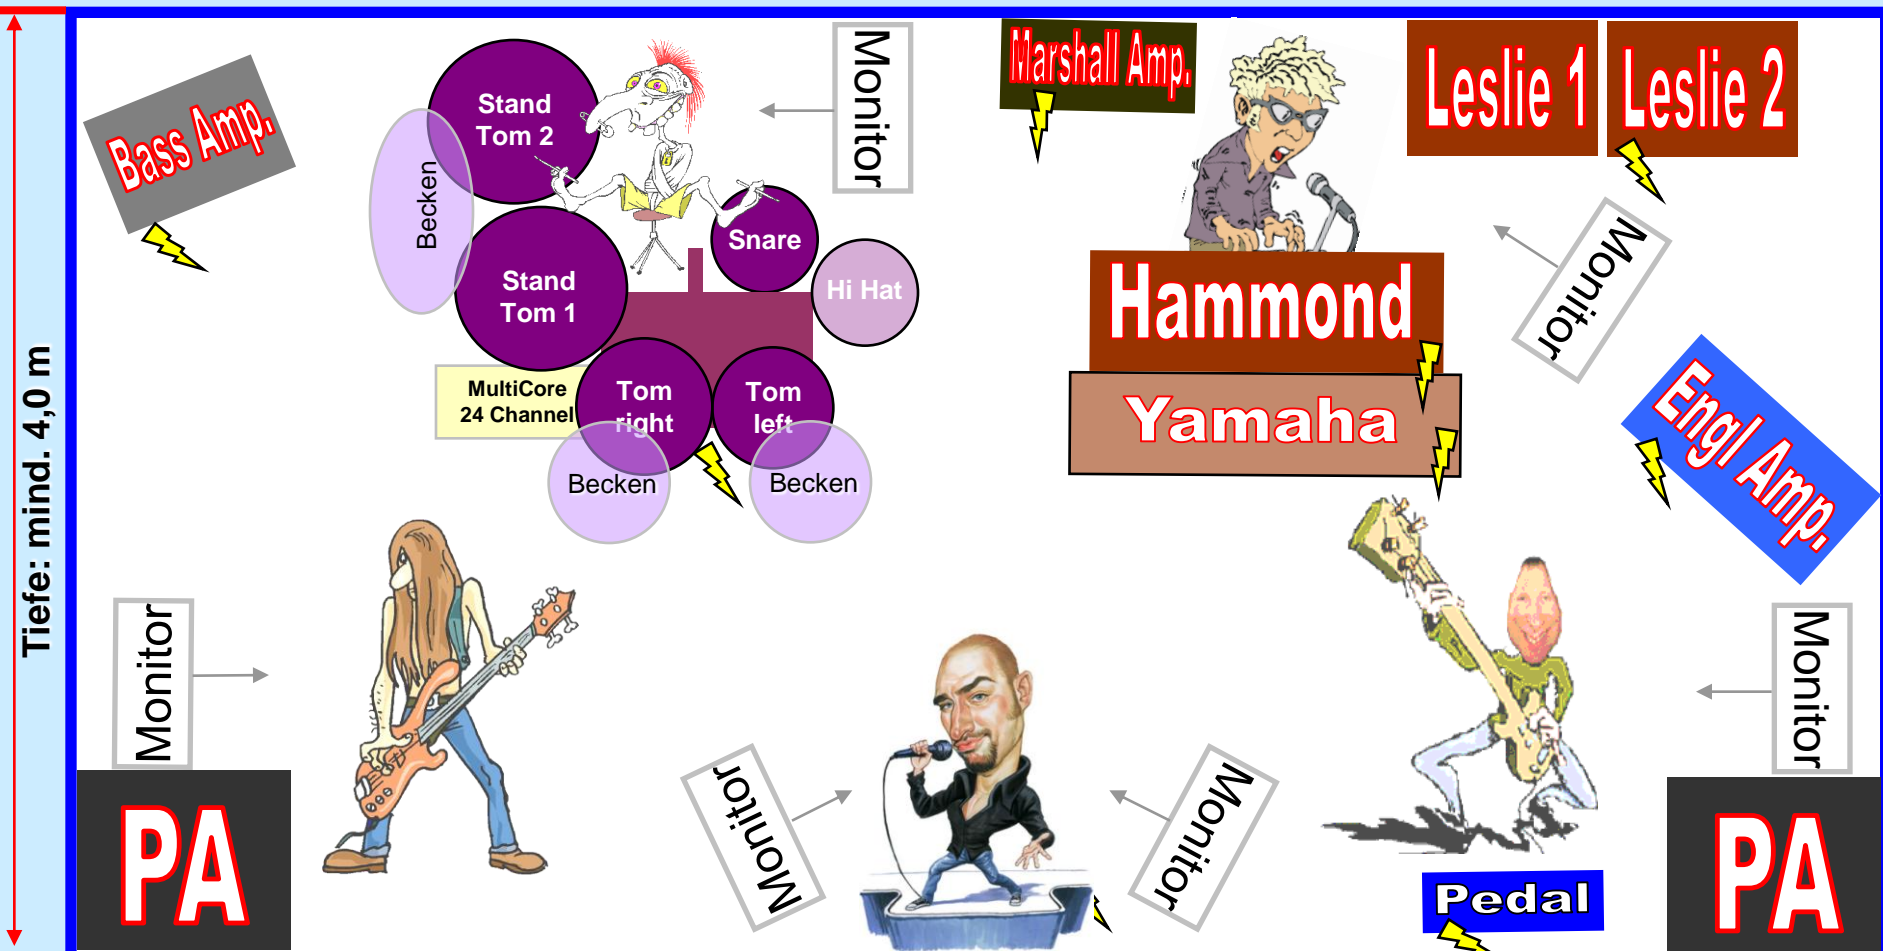 Tiefe: mind. 4,0 m
Bass Amp.
Stand
Tom 2
Becken
Stand
Tom 1
Snare
Hi Hat
MultiCore
24 Channel
Tom
right
Tom
left
Becken
Becken
Monitor
Marshall Amp.
Leslie 1
Leslie 2
Monitor
Hammond
Yamaha
Engl Amp.
Monitor
Monitor
Monitor
Monitor
PA
Pedal
PA